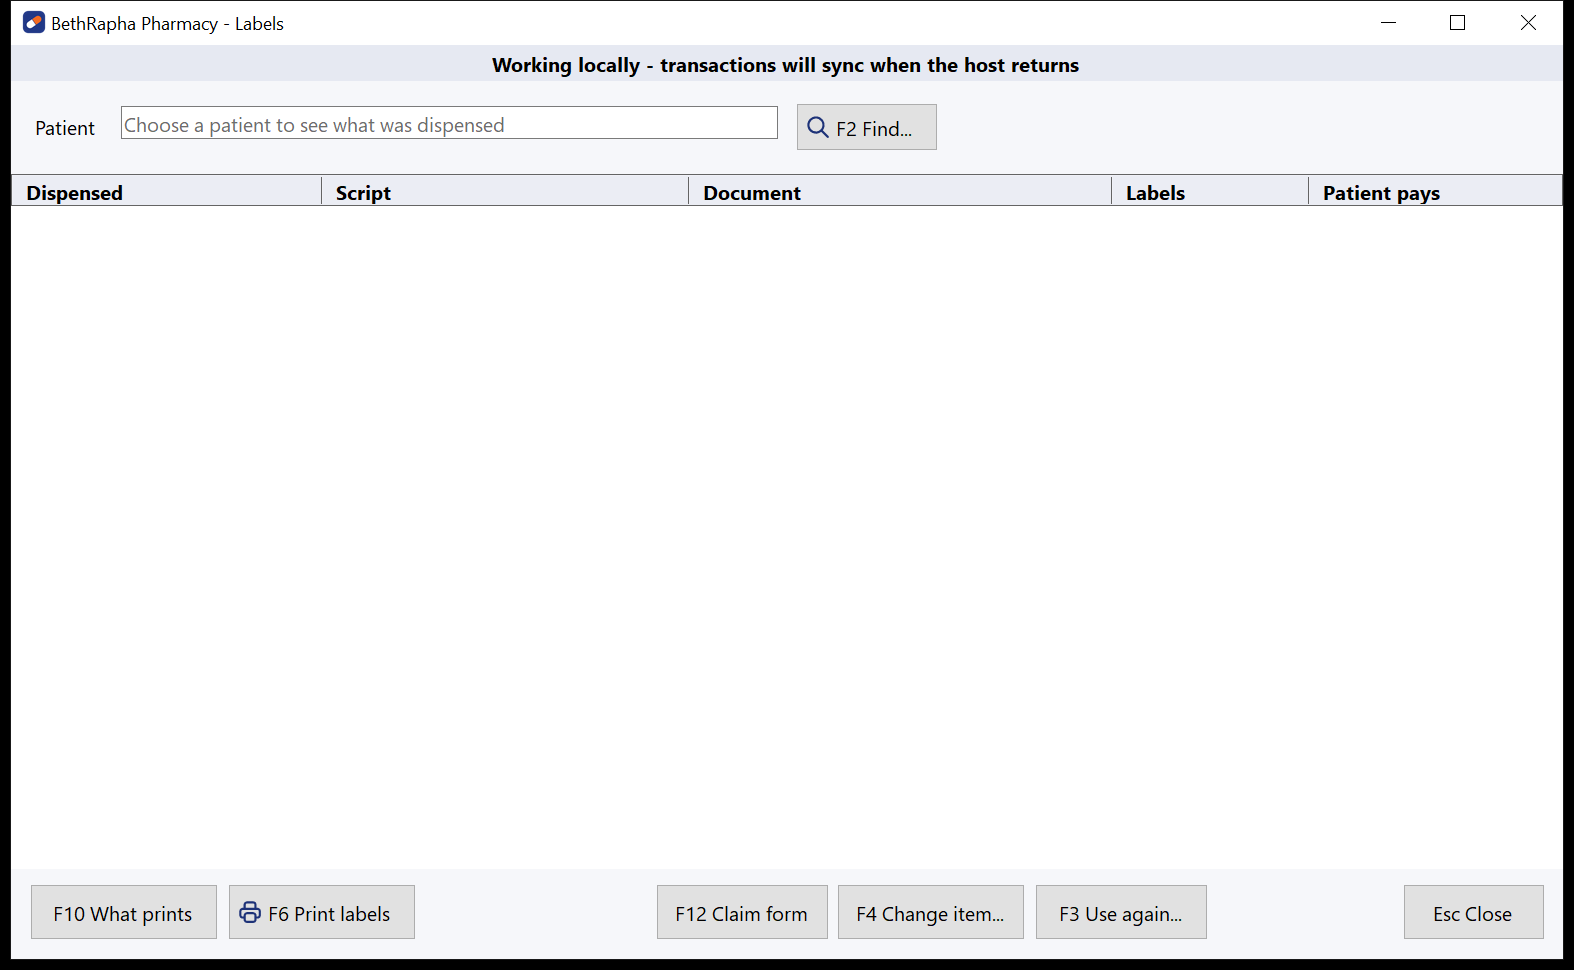 BethRapha Pharmacy - Labels
Working locally - transactions will sync when the host returns
Patient
Choose a patient to see what was dispensed
F2 Find...
Dispensed Script Document Labels Patient pays
F10 What prints F6 Print labels F12 Claim form F4 Change item... F3 Use again... Esc Close